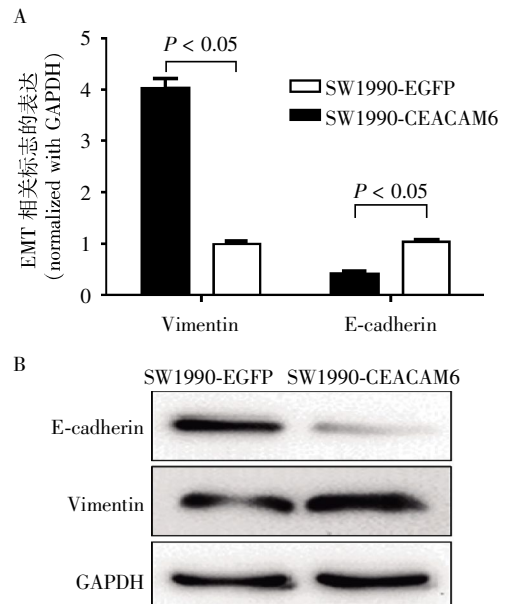 A
P < 0.05
EMT 相关标志的表达
(normalized with GAPDH)
5
4
3
2
1
0
SW1990-EGFP
SW1990-CEACAM6
P < 0.05
Vimentin
E-cadherin
B
SW1990-EGFP SW1990-CEACAM6
E-cadherin
Vimentin
GAPDH